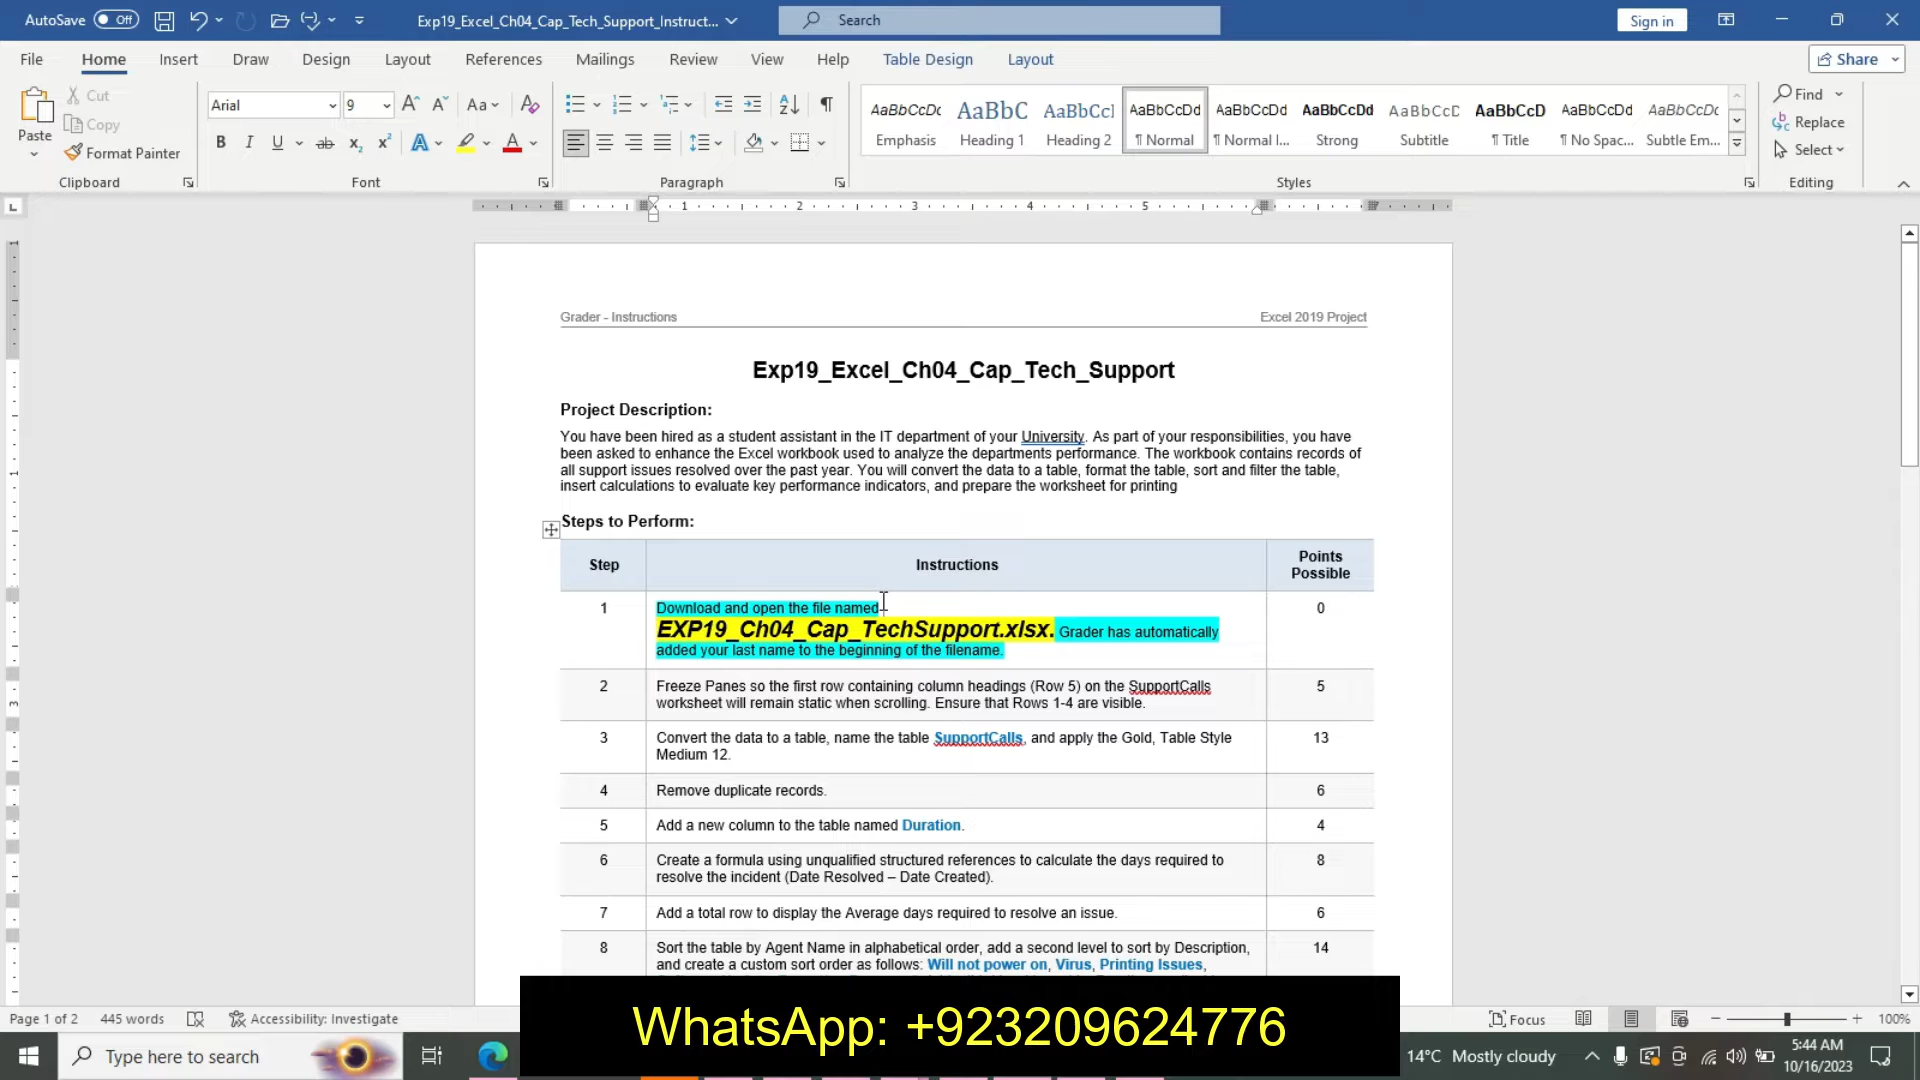 AutoSave Off Exp19_Excel_Ch04_Cap_Tech_Support_Instruct... Search Sign in
File Home Insert Draw Design Layout References Mailings Review View Help Table Design Layout Share
Paste Cut Copy Format Painter
Arial 9 Aa
B I U ab x₂ x² A A
AaBbCcDc Emphasis
AaBbC Heading 1
AaBbCcI Heading 2
AaBbCcDd ¶ Normal
AaBbCcDd ¶ Normal I...
AaBbCcDd Strong
AaBbCcC Subtitle
AaBbCcD ¶ Title
AaBbCcDd ¶ No Spac...
AaBbCcDc Subtle Em...
Find
Replace
Select
Clipboard Font Paragraph Styles Editing
1 2 3 4 5
Grader - Instructions Excel 2019 Project
Exp19_Excel_Ch04_Cap_Tech_Support
Project Description:
You have been hired as a student assistant in the IT department of your University. As part of your responsibilities, you have
been asked to enhance the Excel workbook used to analyze the departments performance. The workbook contains records of
all support issues resolved over the past year. You will convert the data to a table, format the table, sort and filter the table,
insert calculations to evaluate key performance indicators, and prepare the worksheet for printing
Steps to Perform:
Step Instructions Points Possible
1 Download and open the file named 0
EXP19_Ch04_Cap_TechSupport.xlsx. Grader has automatically
added your last name to the beginning of the filename.
2 Freeze Panes so the first row containing column headings (Row 5) on the SupportCalls 5
worksheet will remain static when scrolling. Ensure that Rows 1-4 are visible.
3 Convert the data to a table, name the table SupportCalls, and apply the Gold, Table Style 13
Medium 12.
4 Remove duplicate records. 6
5 Add a new column to the table named Duration. 4
6 Create a formula using unqualified structured references to calculate the days required to 8
resolve the incident (Date Resolved – Date Created).
7 Add a total row to display the Average days required to resolve an issue. 6
8 Sort the table by Agent Name in alphabetical order, add a second level to sort by Description, 14
and create a custom sort order as follows: Will not power on, Virus, Printing Issues,
WhatsApp: +923209624776
Page 1 of 2 445 words Accessibility: Investigate Focus 100%
Type here to search 14°C Mostly cloudy 5:44 AM
10/16/2023